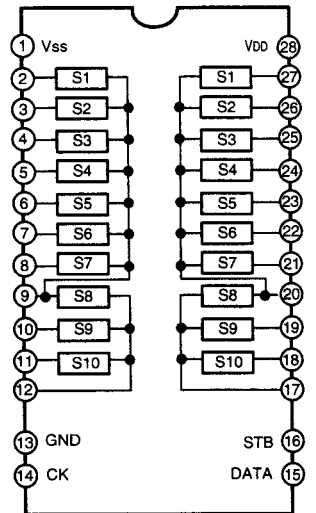 1 Vss VDD 28
2 S1 S1 27
3 S2 S2 26
4 S3 S3 25
5 S4 S4 24
6 S5 S5 23
7 S6 S6 22
8 S7 S7 21
9 S8 S8 20
10 S9 S9 19
11 S10 S10 18
12 17
13 GND STB 16
14 CK DATA 15